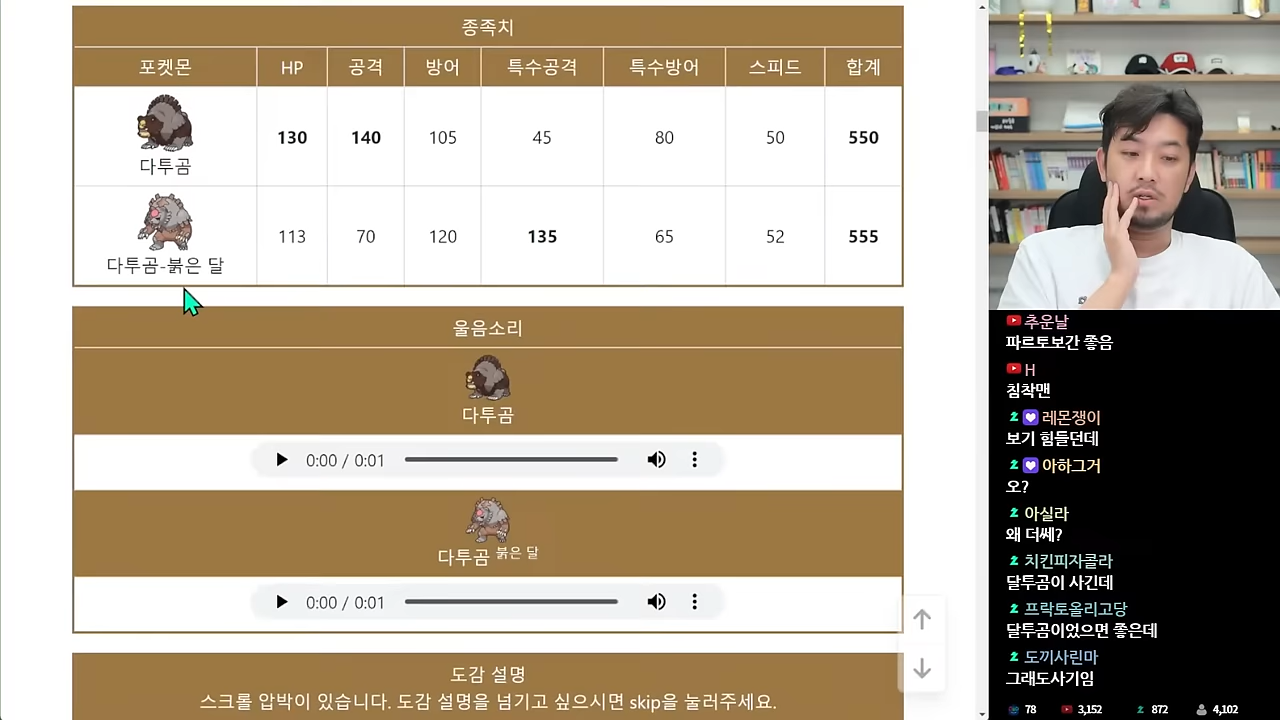 종족치
포켓몬 HP 공격 방어 특수공격 특수방어 스피드 합계
다투곰 130 140 105 45 80 50 550
다투곰-붉은 달 113 70 120 135 65 52 555
울음소리
다투곰
0:00 / 0:01
다투곰 붉은 달
0:00 / 0:01
도감 설명
스크롤 압박이 있습니다. 도감 설명을 넘기고 싶으시면 skip을 눌러주세요.
추운날
파르토보간 좋음
H
침착맨
레몬쟁이
보기 힘들던데
아하그거
오?
아실라
왜 더쎄?
치킨피자콜라
달투곰이 사긴데
프락토올리고당
달투곰이었으면 좋은데
도끼사린마
그래도사기임
78 3,152 872 4,102